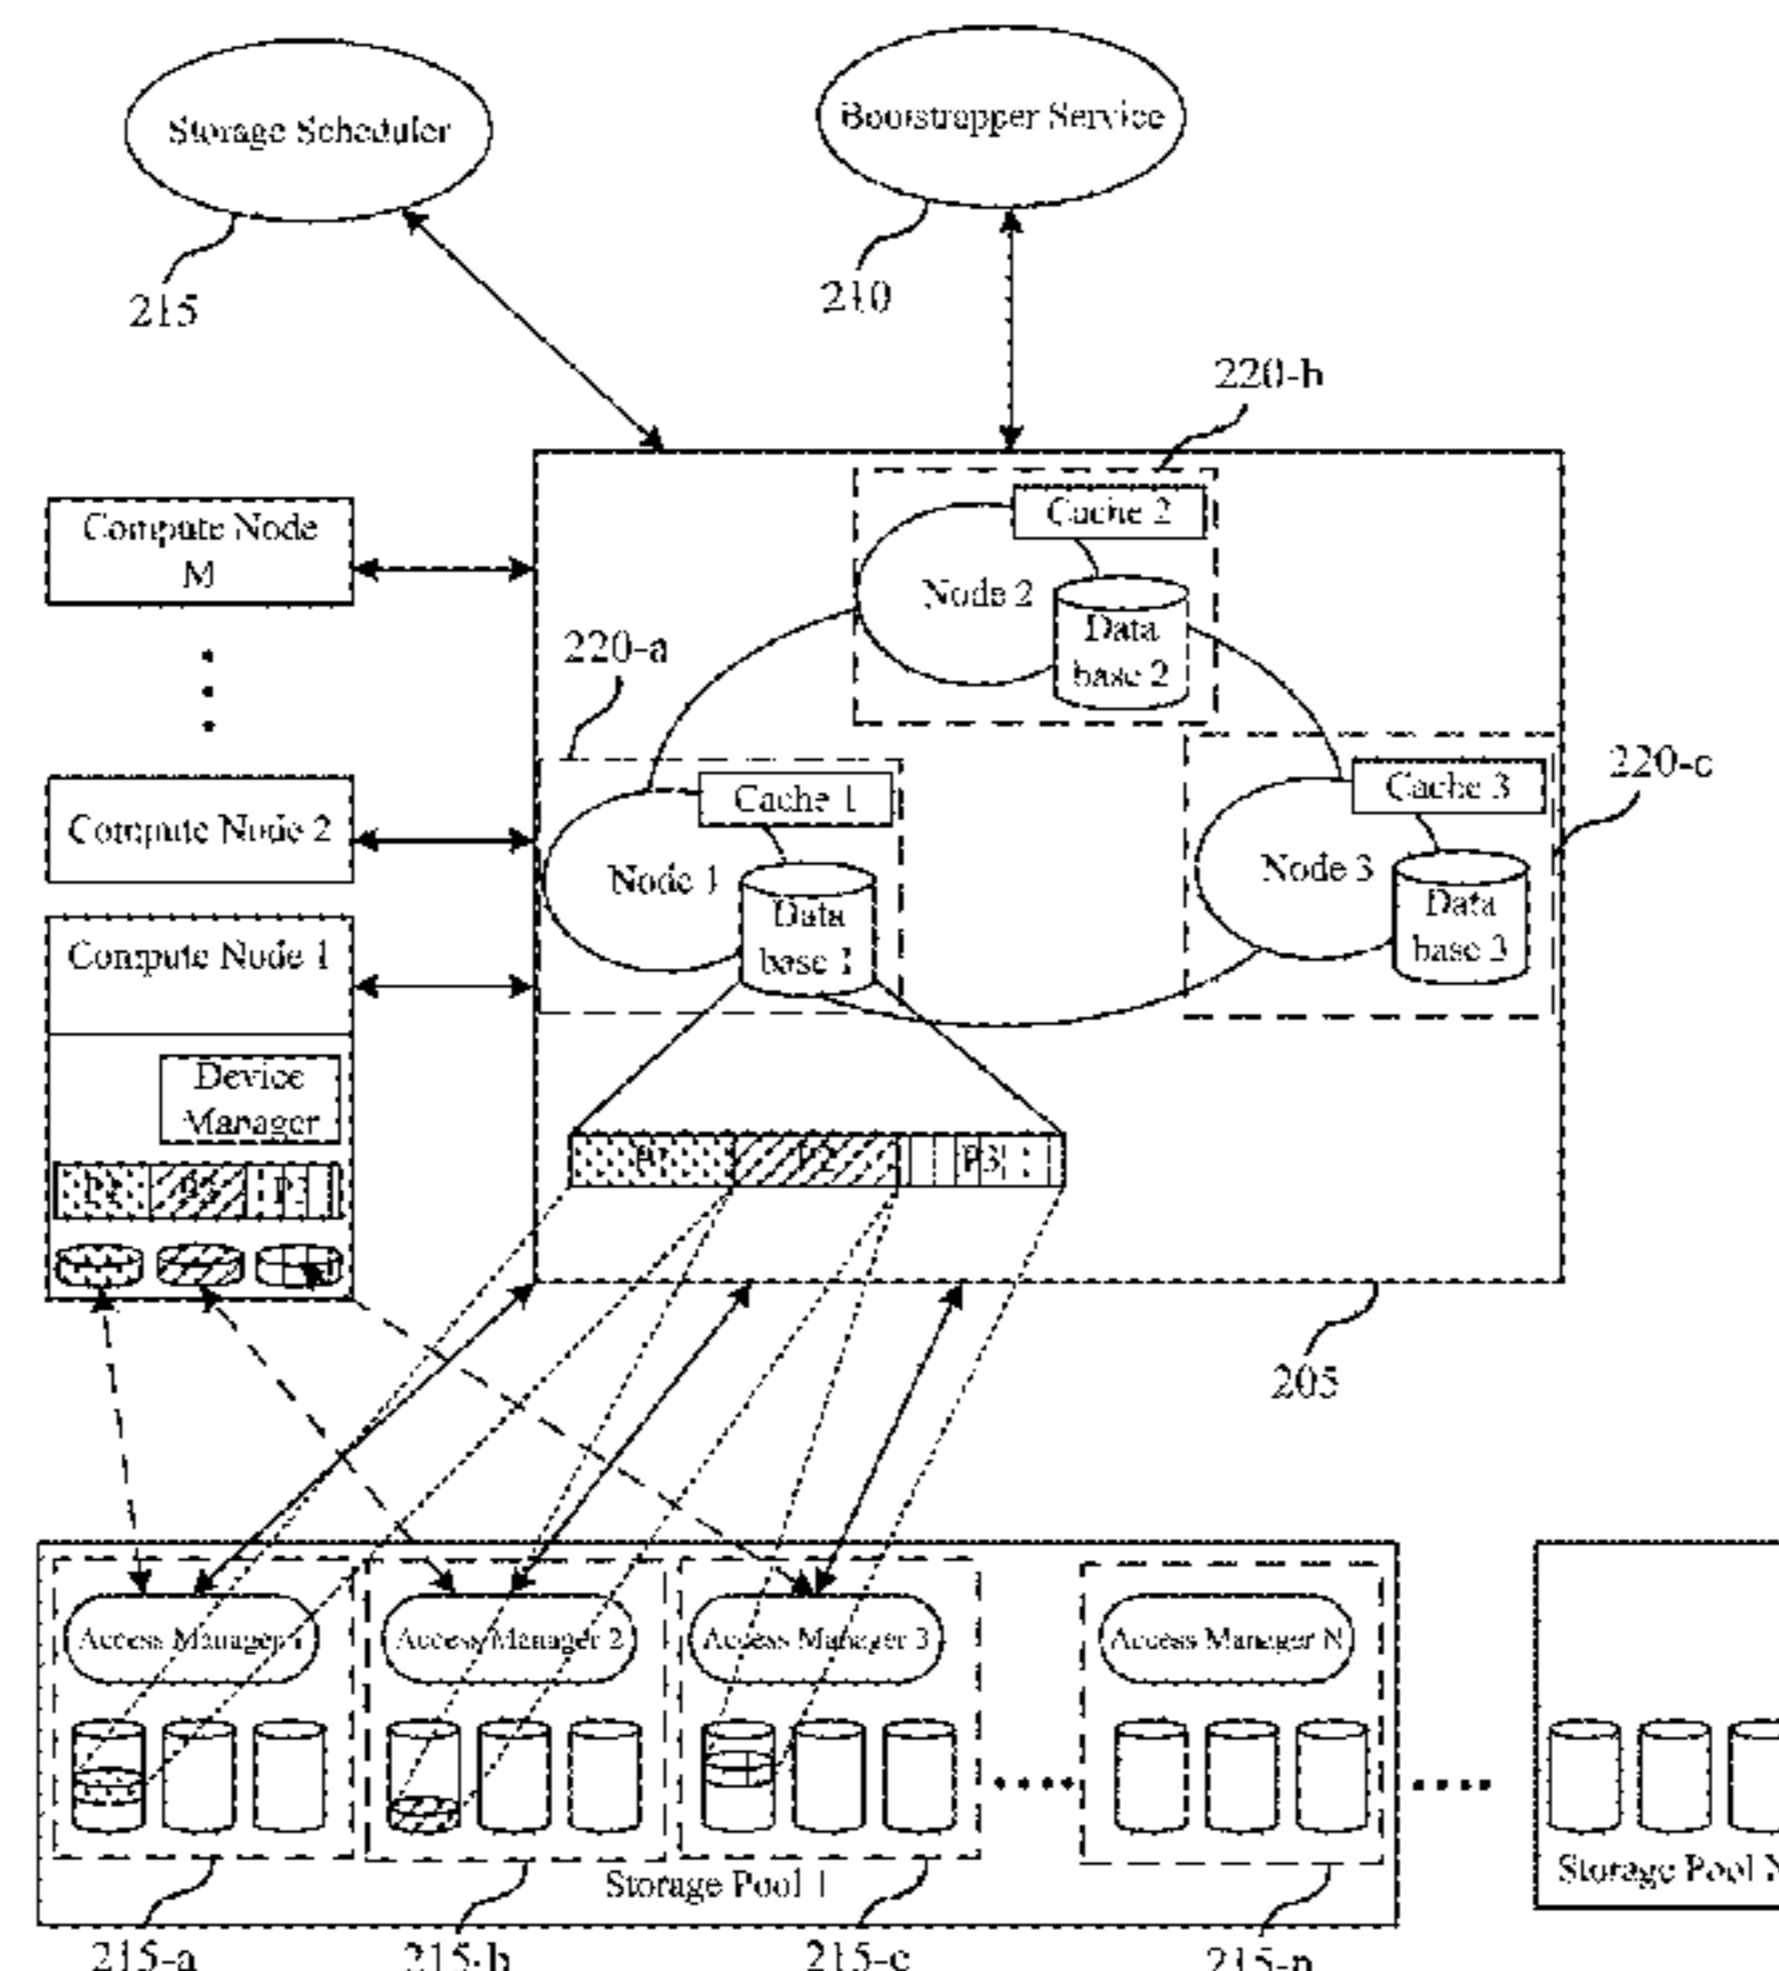 Storage Scheduler
Bootstrapper Service
215
210
220-b
Compute Node
M
Cache 2
Node 2
Data
base 2
220-a
220-c
Compute Node 2
Cache 1
Node 1
Data
base 1
Cache 3
Node 3
Data
base 3
Compute Node 1
Device
Manager
P1
P2
P3
205
Access Manager 1
Access Manager 2
Access Manager 3
Access Manager N
Storage Pool 1
Storage Pool
215-a
215-b
215-c
215-n